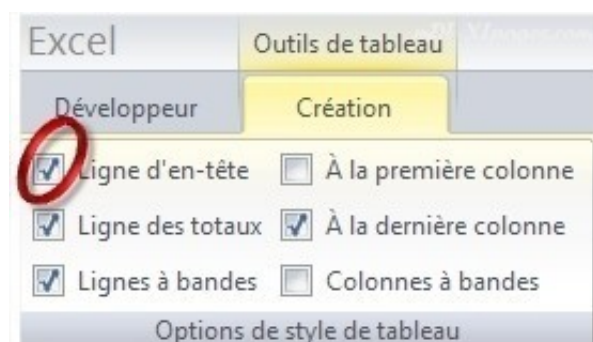 Excel Outils de tableau
Développeur Création
Ligne d'en-tête À la première colonne
Ligne des totaux À la dernière colonne
Lignes à bandes Colonnes à bandes
Options de style de tableau